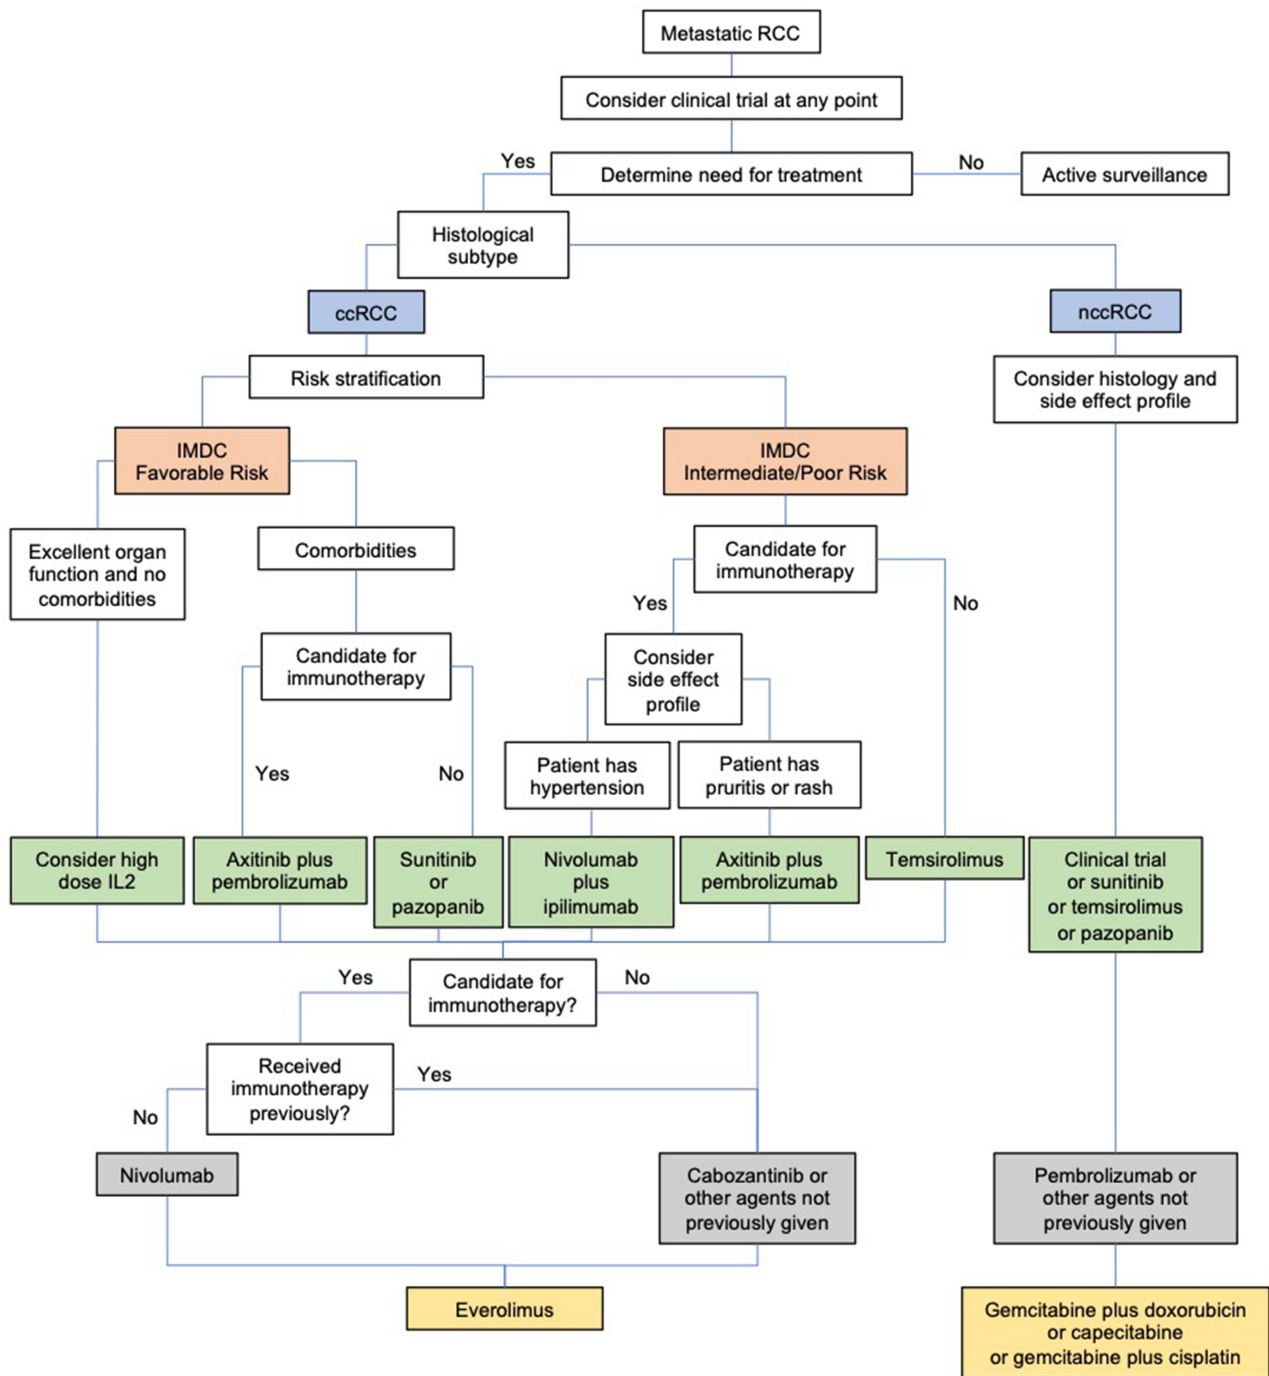 Metastatic RCC
Consider clinical trial at any point
Yes
Determine need for treatment
No
Active surveillance
Histological
subtype
ccRCC
nccRCC
Risk stratification
Consider histology and
side effect profile
IMDC
Favorable Risk
IMDC
Intermediate/Poor Risk
Excellent organ
function and no
comorbidities
Comorbidities
Candidate for
immunotherapy
Yes
No
Candidate for
immunotherapy
Yes
No
Consider
side effect
profile
Patient has
hypertension
Patient has
pruritis or rash
Consider high
dose IL2
Axitinib plus
pembrolizumab
Sunitinib
or
pazopanib
Nivolumab
plus
ipilimumab
Axitinib plus
pembrolizumab
Temsirolimus
Clinical trial
or sunitinib
or temsirolimus
or pazopanib
Yes
Candidate for
immunotherapy?
No
Received
immunotherapy
previously?
Yes
No
Nivolumab
Cabozantinib or
other agents not
previously given
Pembrolizumab or
other agents not
previously given
Everolimus
Gemcitabine plus doxorubicin
or capecitabine
or gemcitabine plus cisplatin